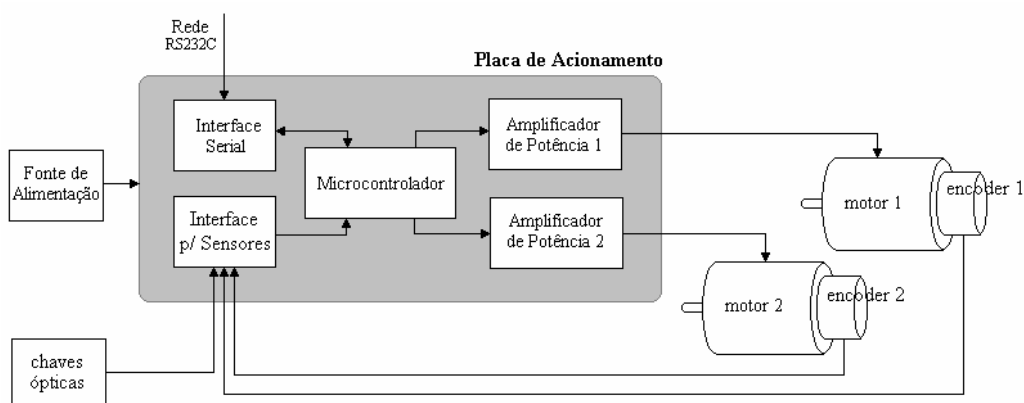 Rede
RS232C
Placa de Acionamento
Interface
Serial
Amplificador
de Potência 1
Fonte de
Alimentação
Microcontrolador
Interface
p/ Sensores
Amplificador
de Potência 2
motor 1
encoder 1
motor 2
encoder 2
chaves
ópticas